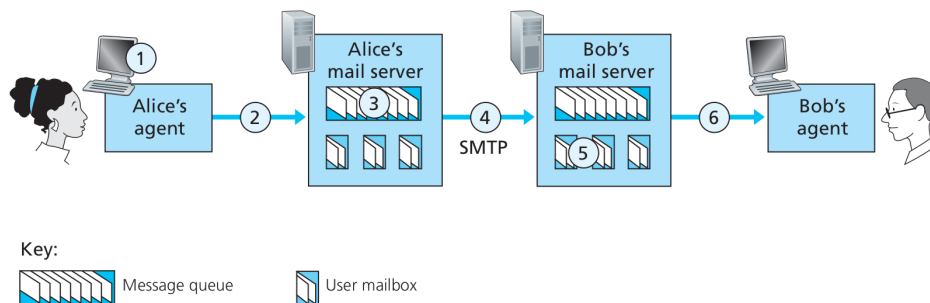 1
Alice's
agent
2
Alice's
mail server
3
4
SMTP
Bob's
mail server
5
6
Bob's
agent
Key:
Message queue
User mailbox